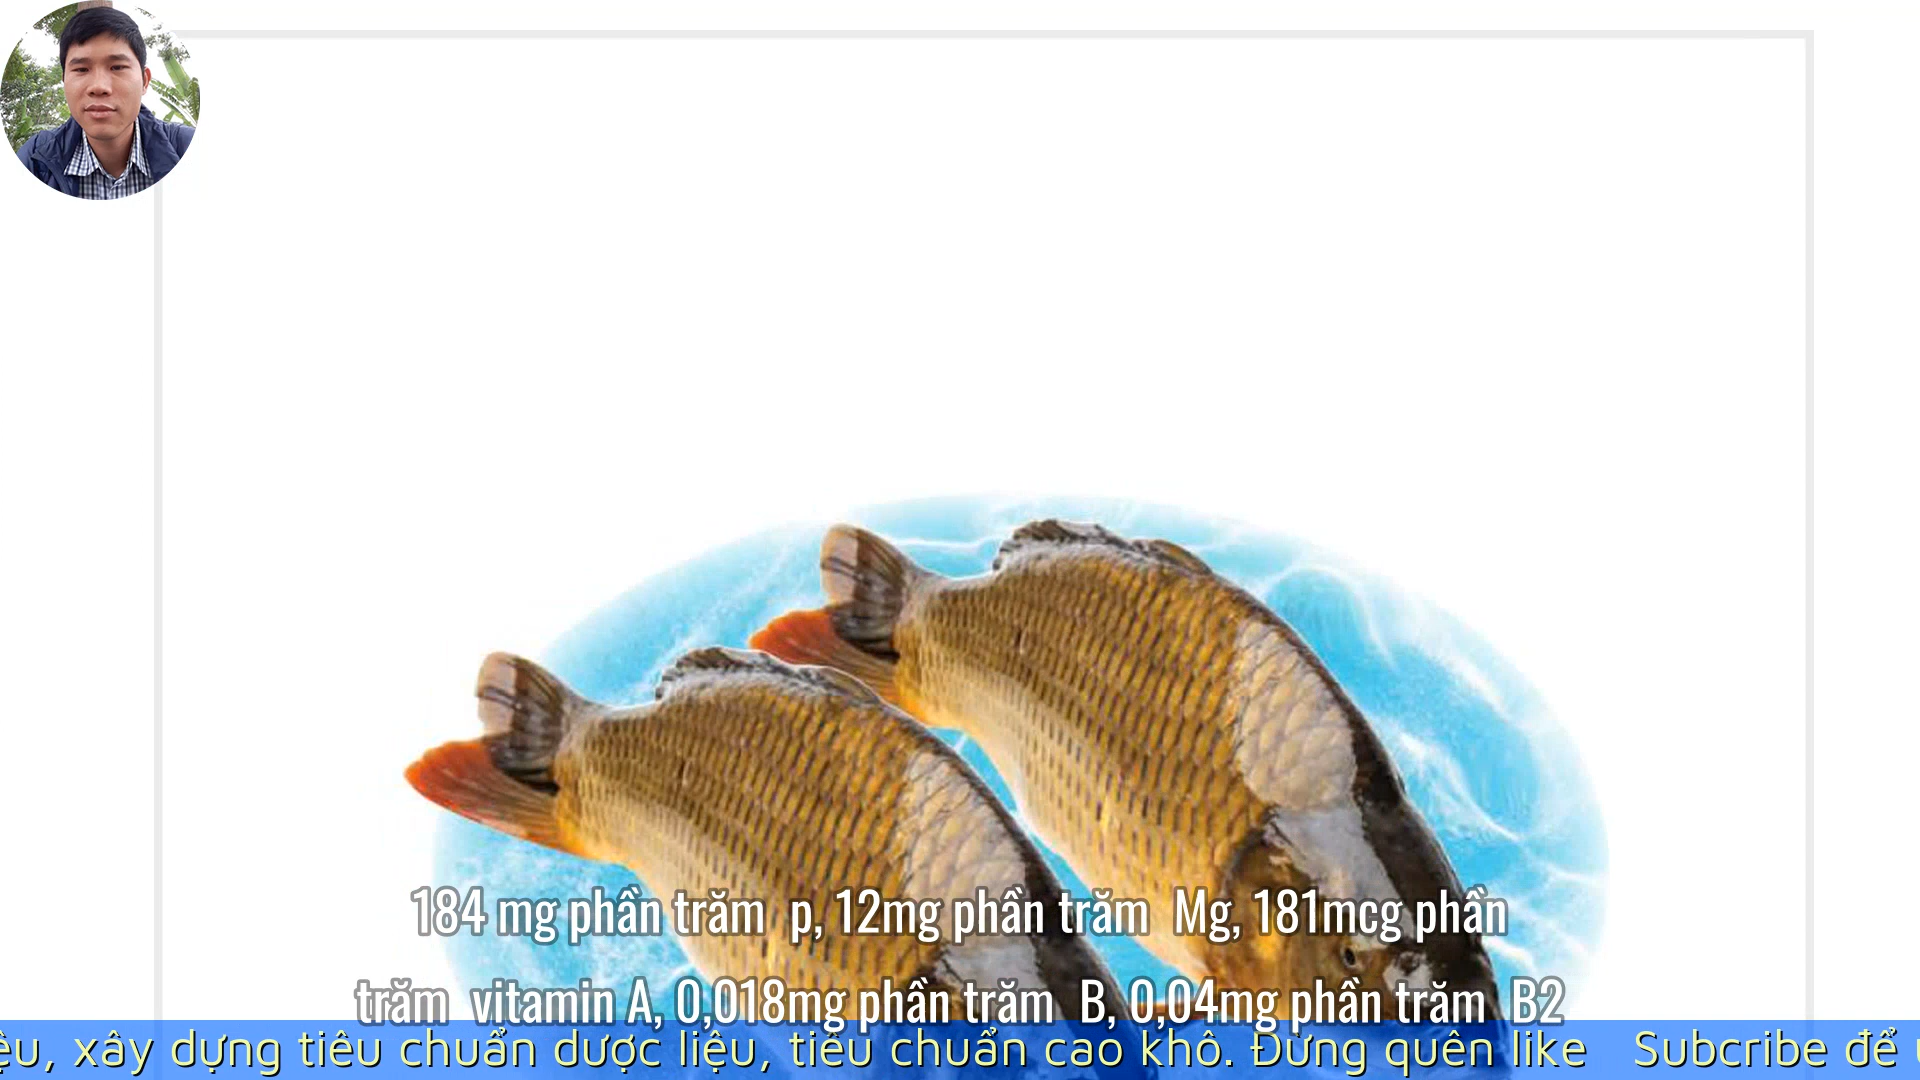 184 mg phần trăm p, 12mg phần trăm Mg, 181mcg phần
trăm vitamin A, 0,018mg phần trăm B, 0,04mg phần trăm B2
xây dựng tiêu chuẩn dược liệu, tiêu chuẩn cao khô. Đừng quên like Subcribe để